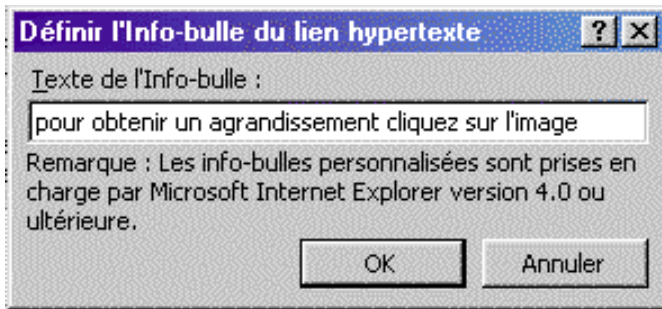 Définir l'Info-bulle du lien hypertexte
Texte de l'Info-bulle :
pour obtenir un agrandissement cliquez sur l'image
Remarque : Les info-bulles personnalisées sont prises en
charge par Microsoft Internet Explorer version 4.0 ou
ultérieure.
OK Annuler